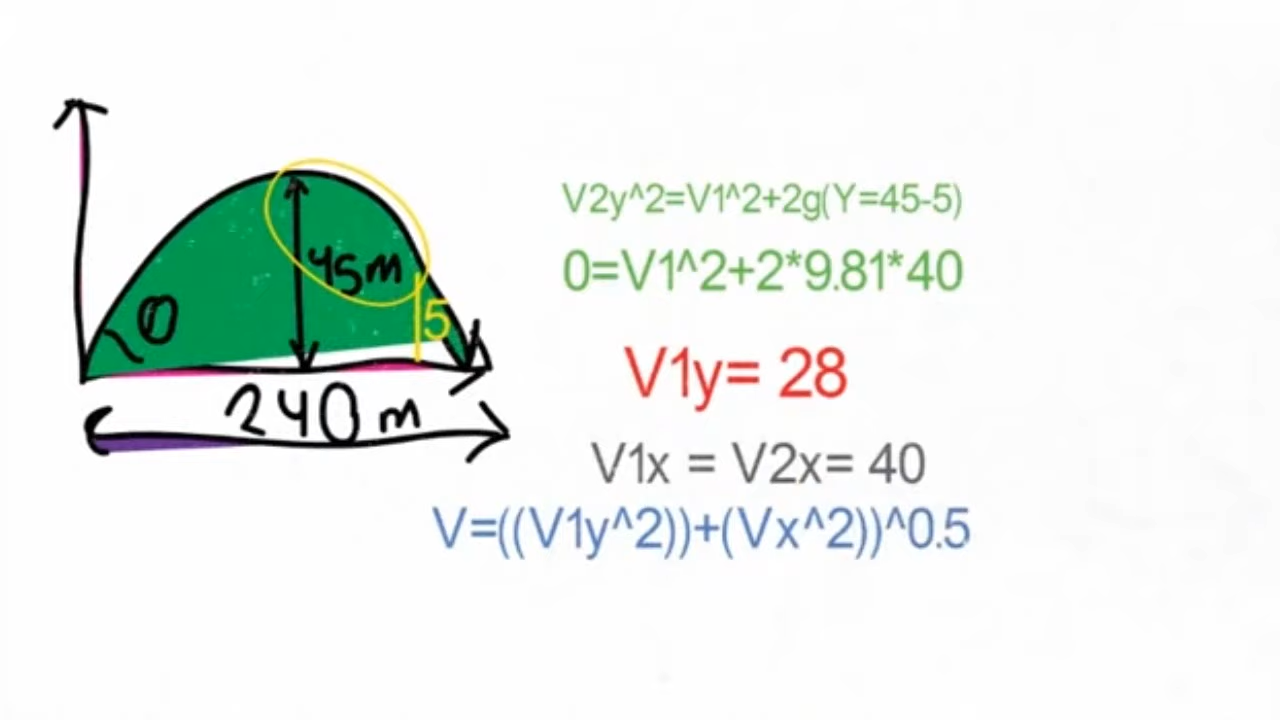 V2y^2=V1^2+2g(Y=45-5)
0=V1^2+2*9.81*40
45m
5
V1y= 28
240m
V1x = V2x= 40
V=((V1y^2))+(Vx^2))^0.5